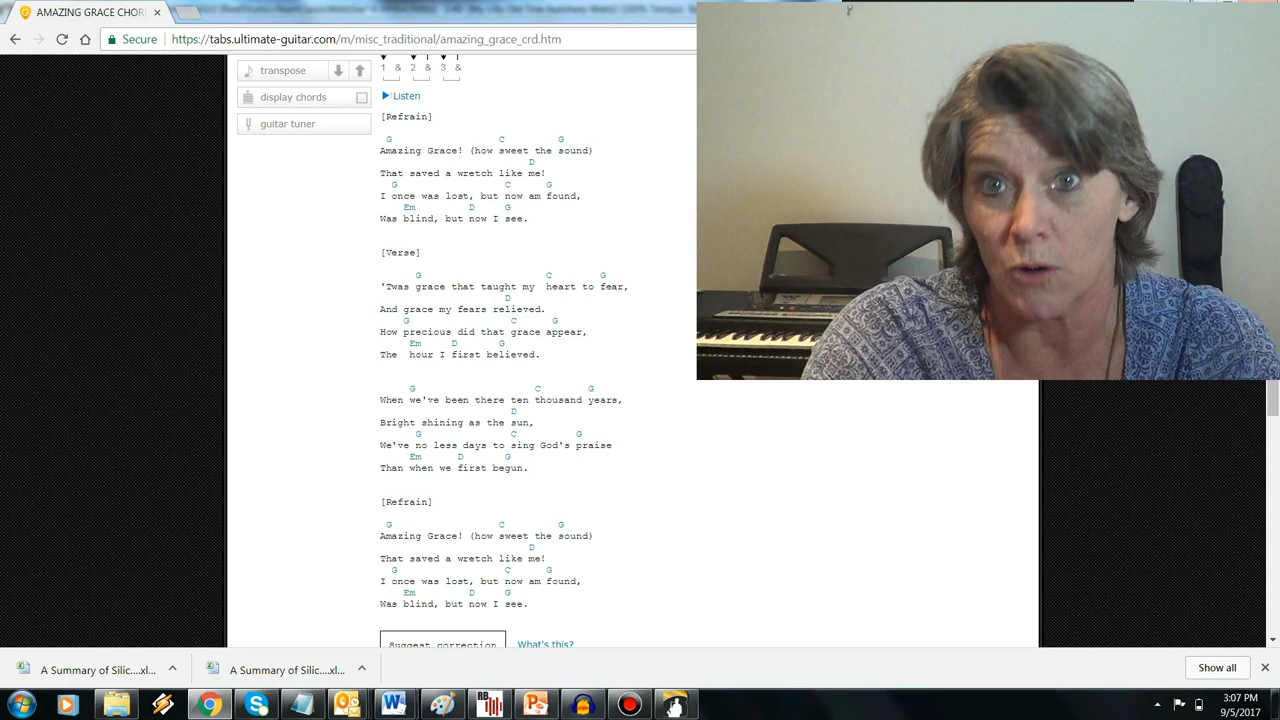 AMAZING GRACE CHOR
Secure https://tabs.ultimate-guitar.com/m/misc_traditional/amazing_grace_crd.htm
transpose
display chords
guitar tuner
1 & 2 & 3 &
Listen
[Refrain]
G C G
Amazing Grace! (how sweet the sound)
D
That saved a wretch like me!
G C G
I once was lost, but now am found,
Em D G
Was blind, but now I see.
[Verse]
G C G
'Twas grace that taught my heart to fear,
D
And grace my fears relieved.
G C G
How precious did that grace appear,
Em D G
The hour I first believed.
G C G
When we've been there ten thousand years,
D
Bright shining as the sun,
G C G
We've no less days to sing God's praise
Em D G
Than when we first begun.
[Refrain]
G C G
Amazing Grace! (how sweet the sound)
D
That saved a wretch like me!
G C G
I once was lost, but now am found,
Em D G
Was blind, but now I see.
Suggest correction What's this?
A Summary of Silic....xl... A Summary of Silic....xl... Show all
RB
3:07 PM
9/5/2017